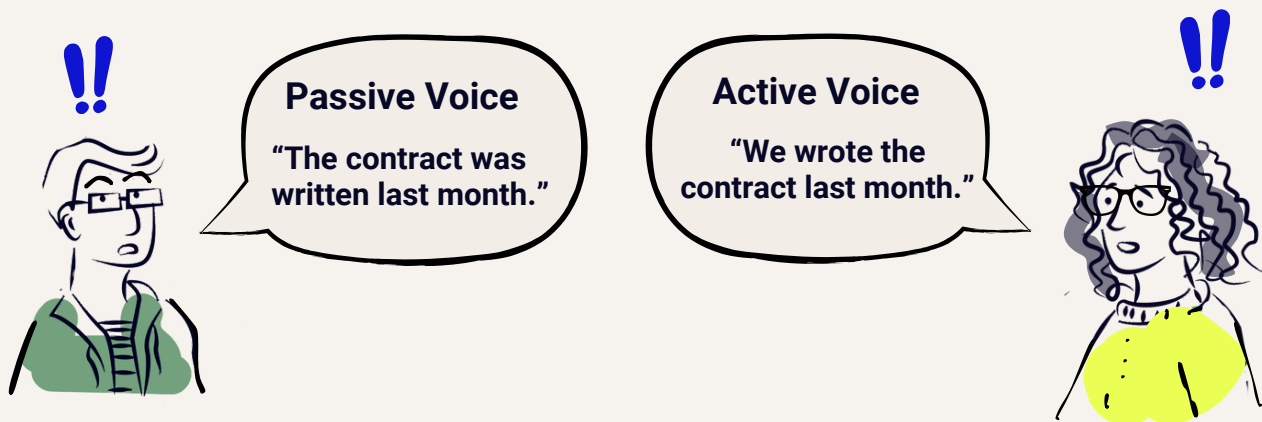 Passive Voice
“The contract was
written last month.”
Active Voice
“We wrote the
contract last month.”